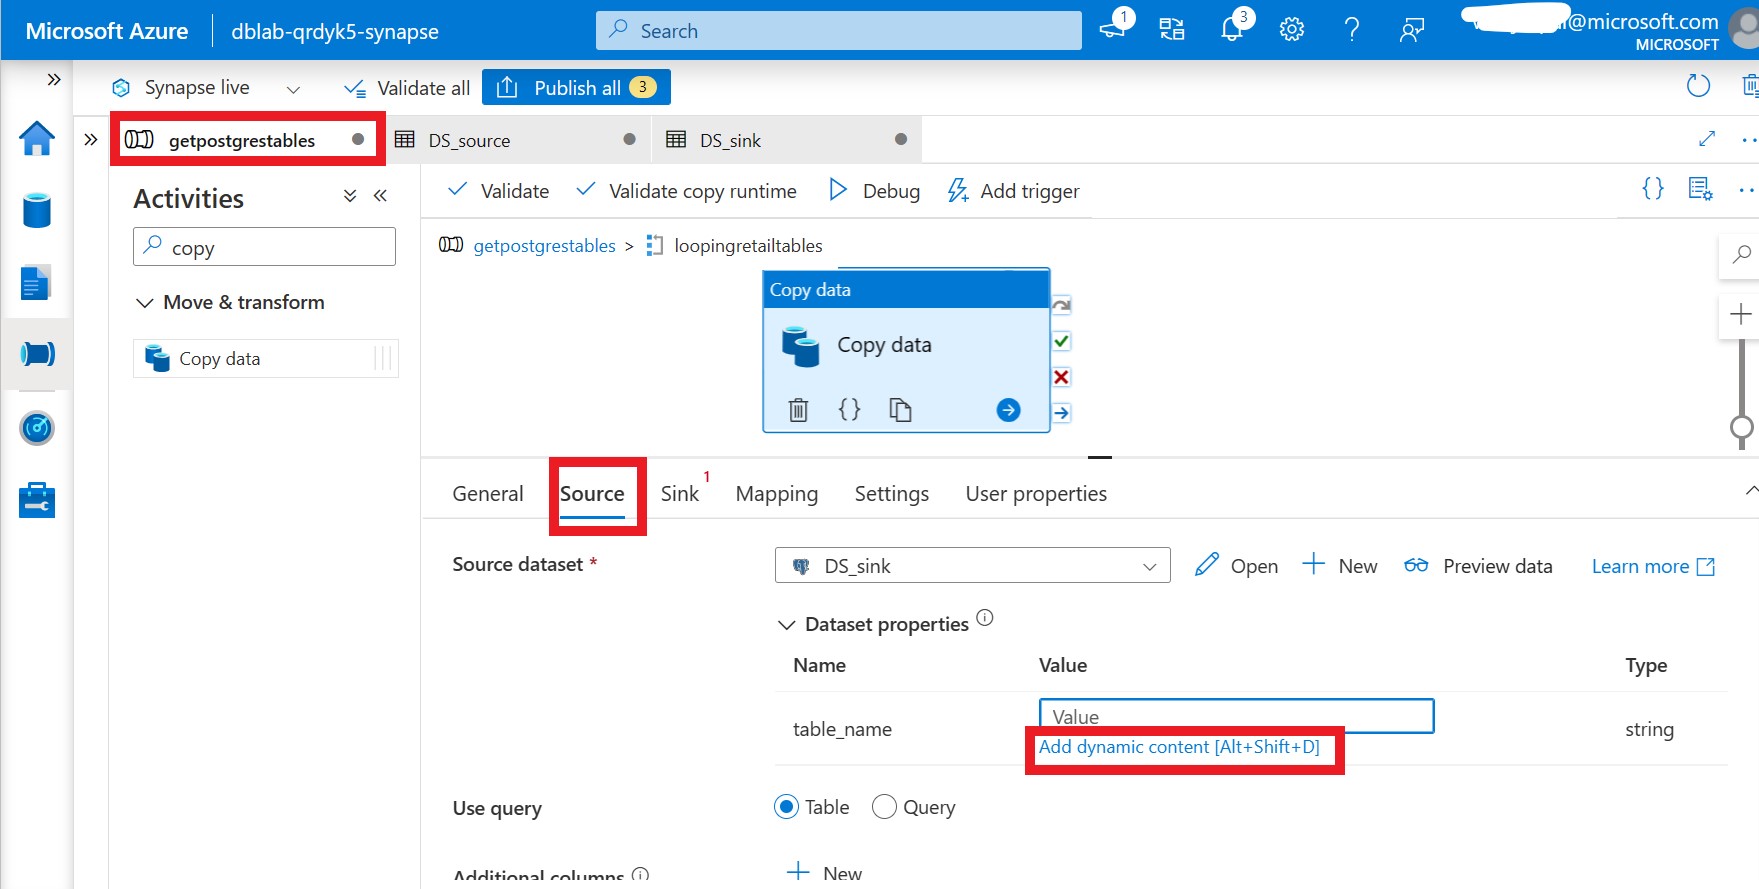 Microsoft Azure
dblab-qrdyk5-synapse
Search
1
3
@microsoft.com
MICROSOFT
Synapse live
Validate all
Publish all 3
getpostgrestables
DS_source
DS_sink
Activities
Validate
Validate copy runtime
Debug
Add trigger
copy
getpostgrestables > loopingretailtables
Move & transform
Copy data
Copy data
Copy data
General
Source
Sink 1
Mapping
Settings
User properties
Source dataset *
DS_sink
Open
New
Preview data
Learn more
Dataset properties
Name
Value
Type
table_name
Value
string
Add dynamic content [Alt+Shift+D]
Use query
Table
Query
Additional columns
New